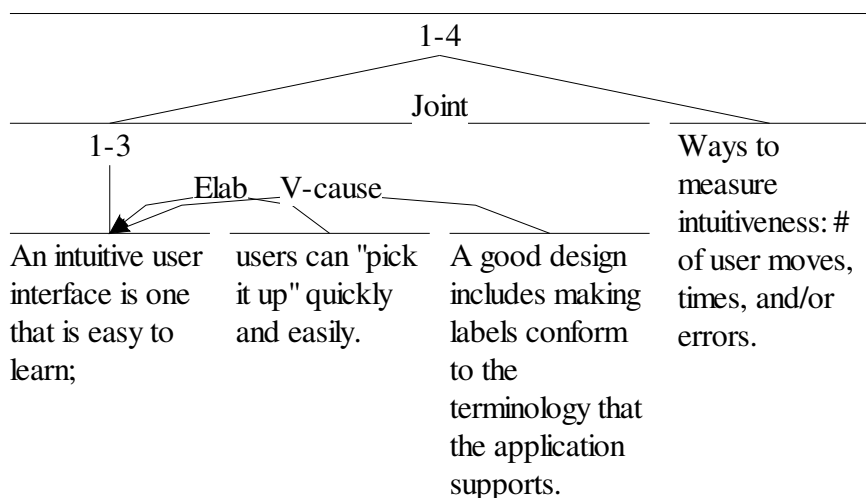 1-4
Joint
1-3
Elab
V-cause
An intuitive user
interface is one
that is easy to
learn;
users can "pick
it up" quickly
and easily.
A good design
includes making
labels conform
to the
terminology that
the application
supports.
Ways to
measure
intuitiveness: #
of user moves,
times, and/or
errors.